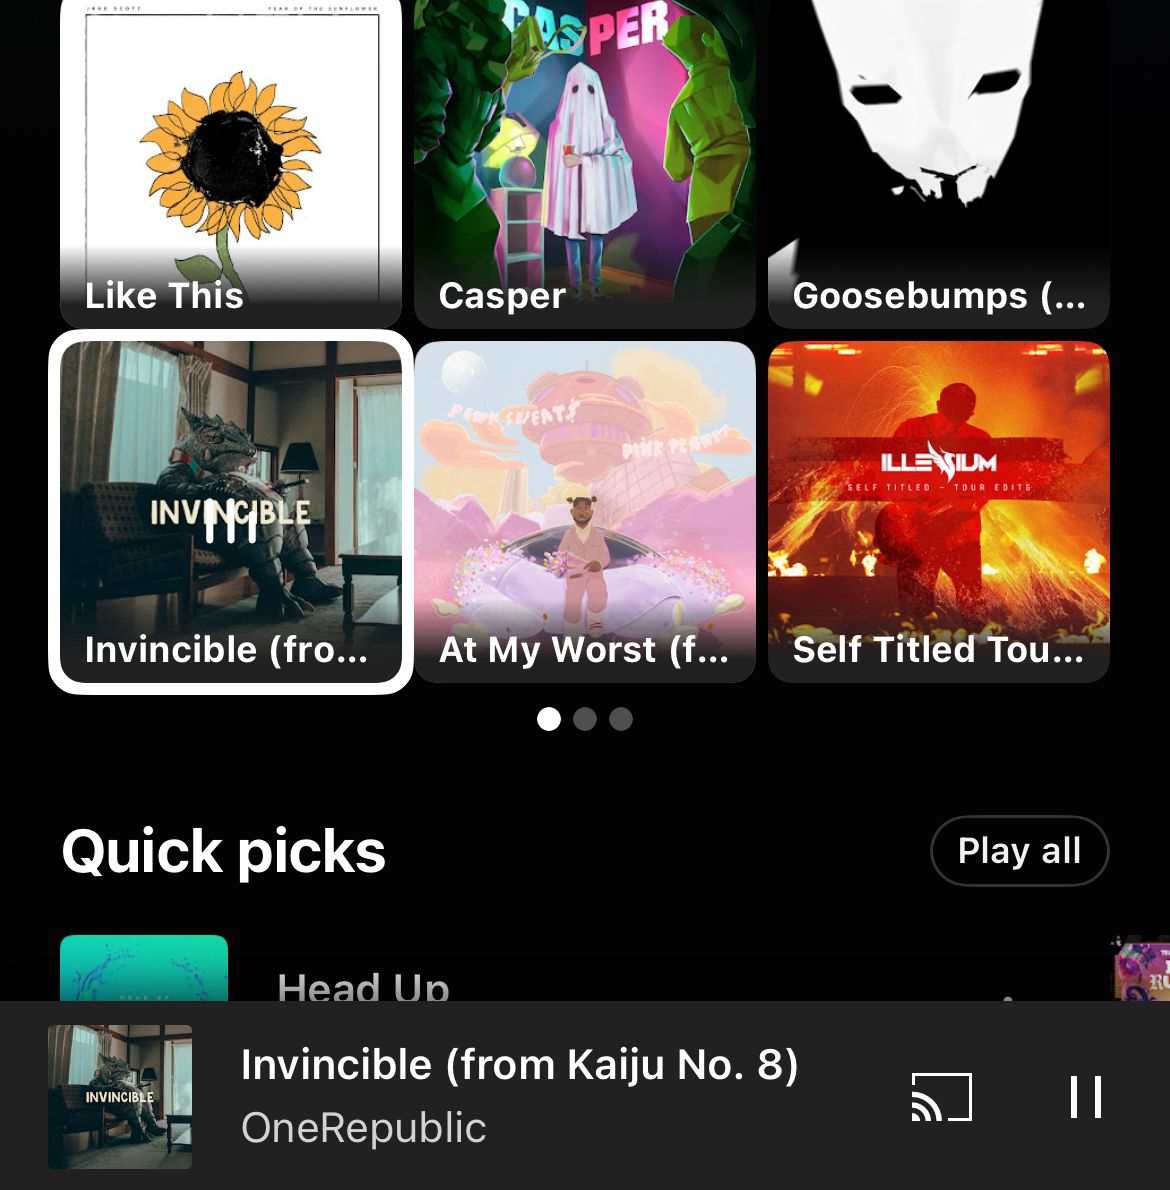 JAKE SCOTT
YEAR OF THE SUNFLOWER
CASPER
Like This
Casper
Goosebumps (...
INVINCIBLE
PINK SWEAT$
PINK PLANET
ILLENIUM
SELF TITLED – TOUR EDITS
Invincible (fro...
At My Worst (f...
Self Titled Tou...
Quick picks
Play all
Head Up
INVINCIBLE
Invincible (from Kaiju No. 8)
OneRepublic